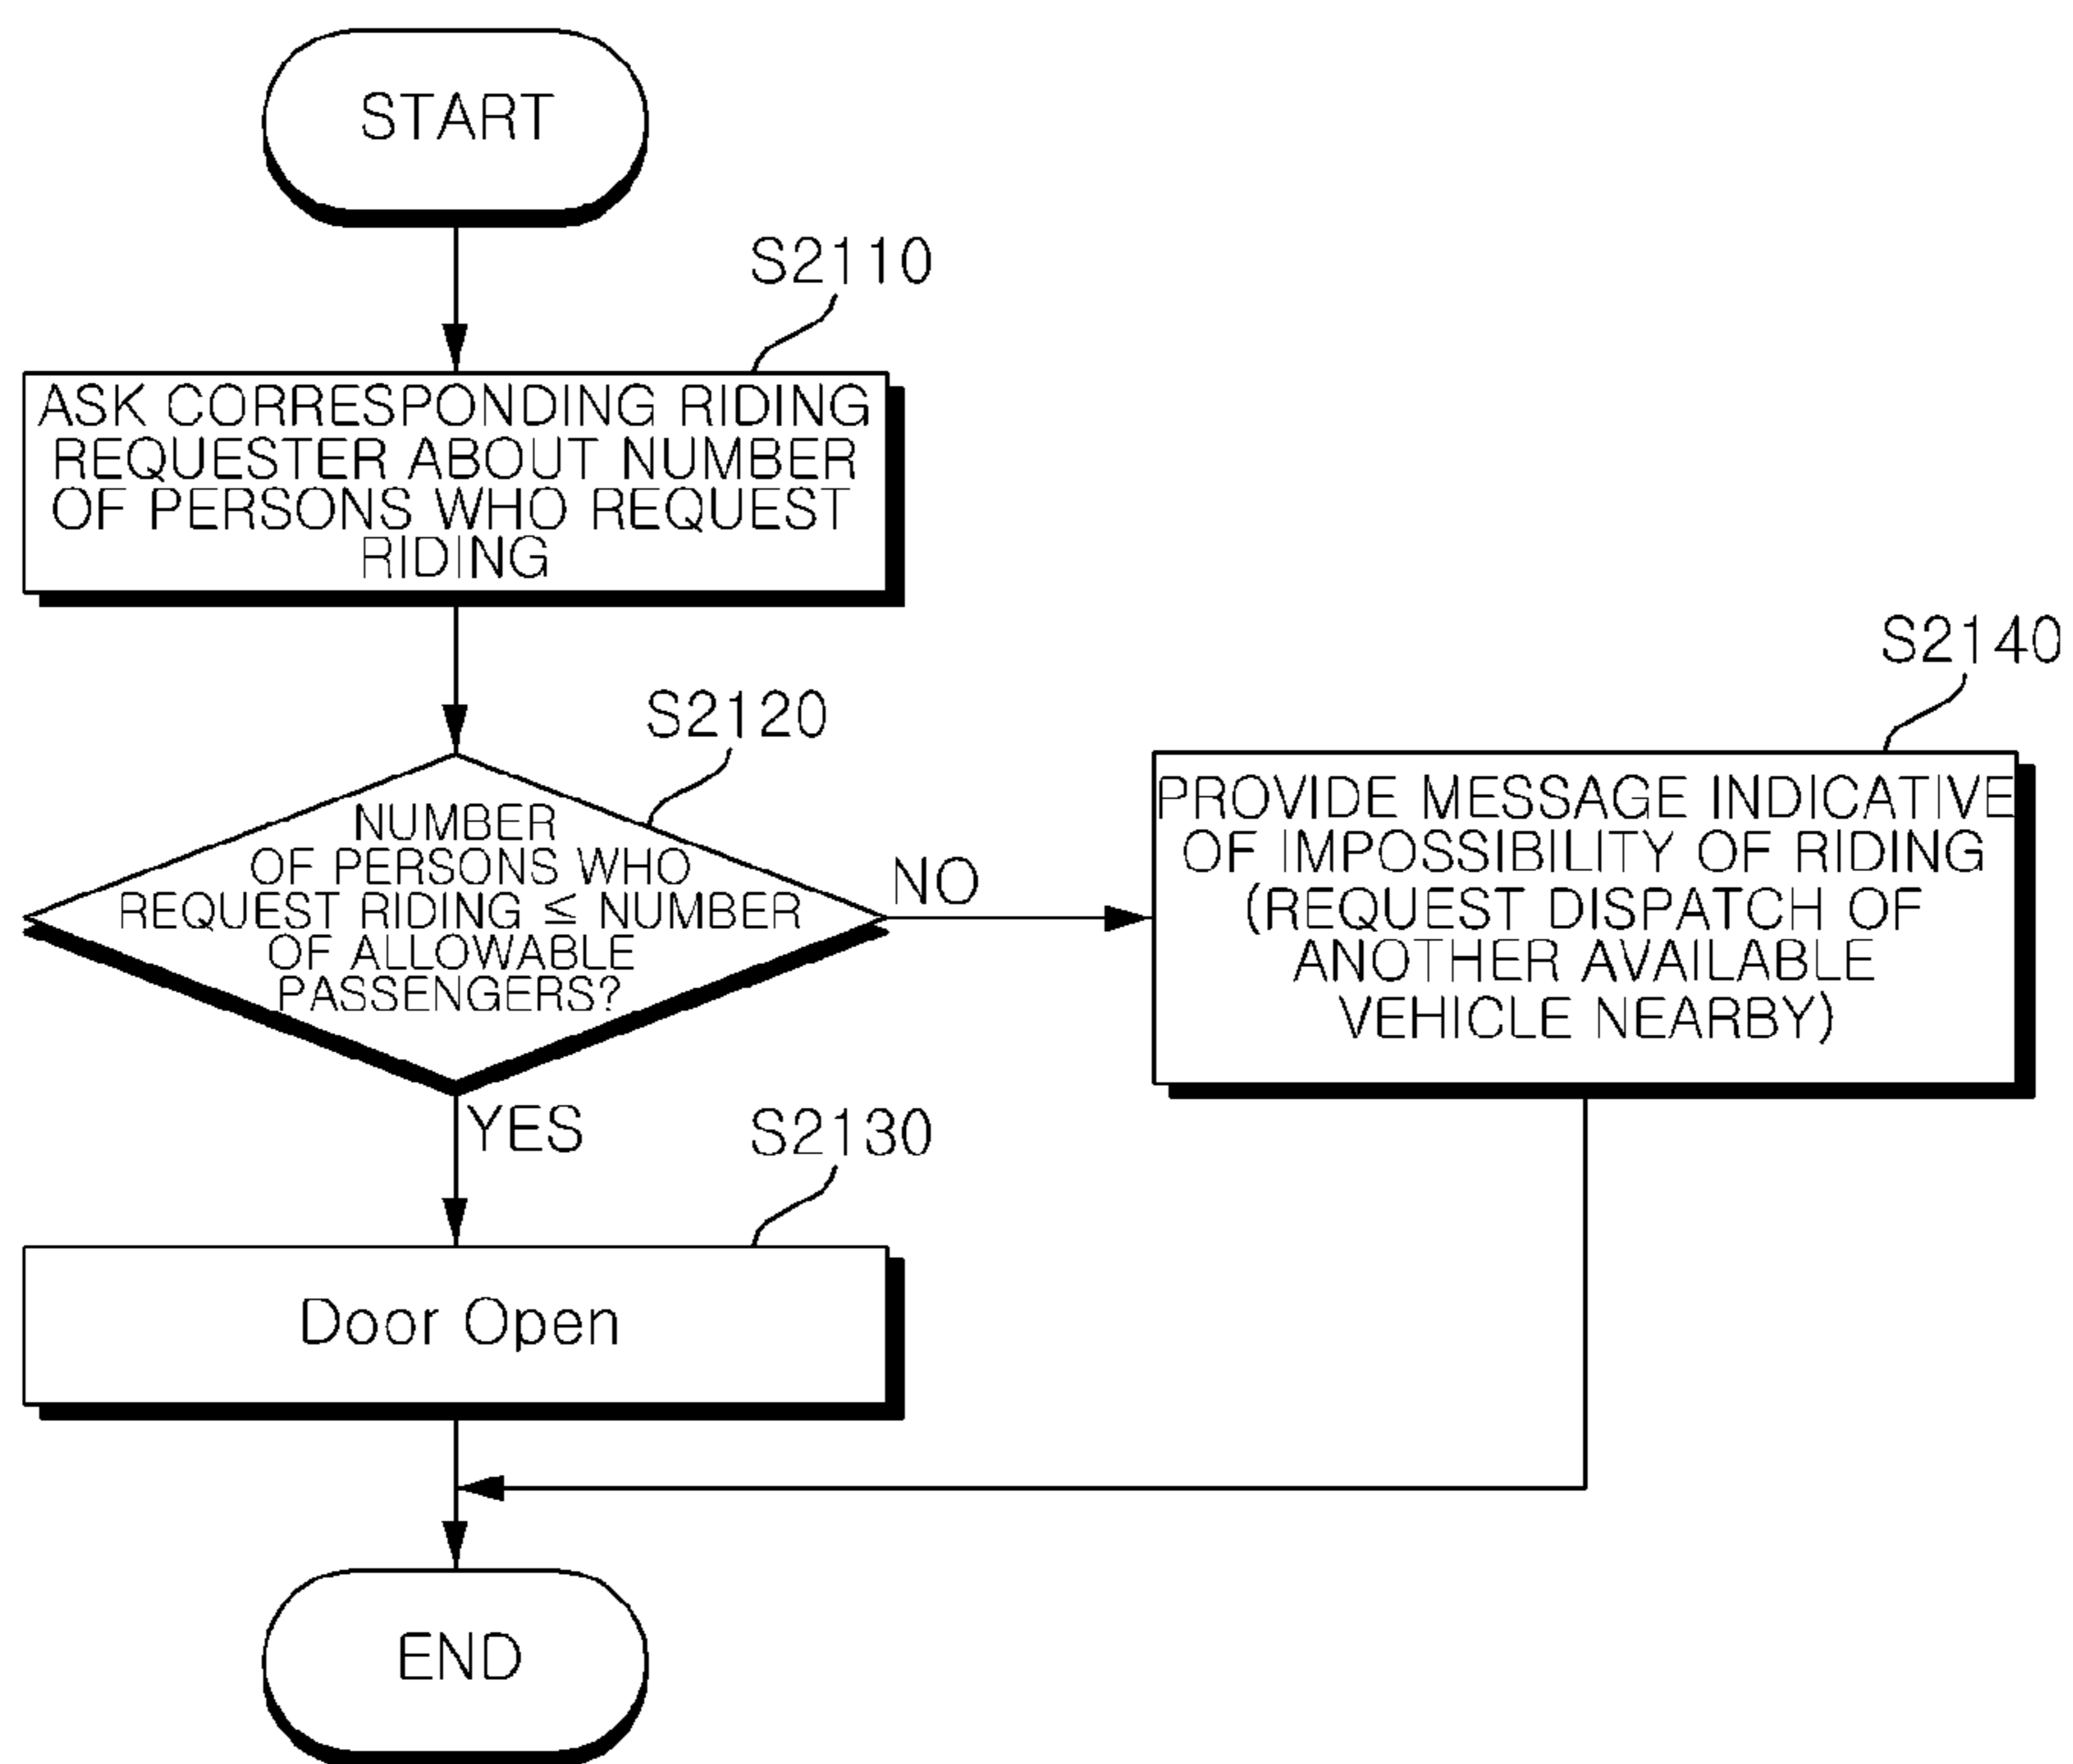 START
S2110
ASK CORRESPONDING RIDING
REQUESTER ABOUT NUMBER
OF PERSONS WHO REQUEST
RIDING
S2120
NUMBER
OF PERSONS WHO
REQUEST RIDING ≤ NUMBER
OF ALLOWABLE
PASSENGERS?
NO
S2140
PROVIDE MESSAGE INDICATIVE
OF IMPOSSIBILITY OF RIDING
(REQUEST DISPATCH OF
ANOTHER AVAILABLE
VEHICLE NEARBY)
YES
S2130
Door Open
END